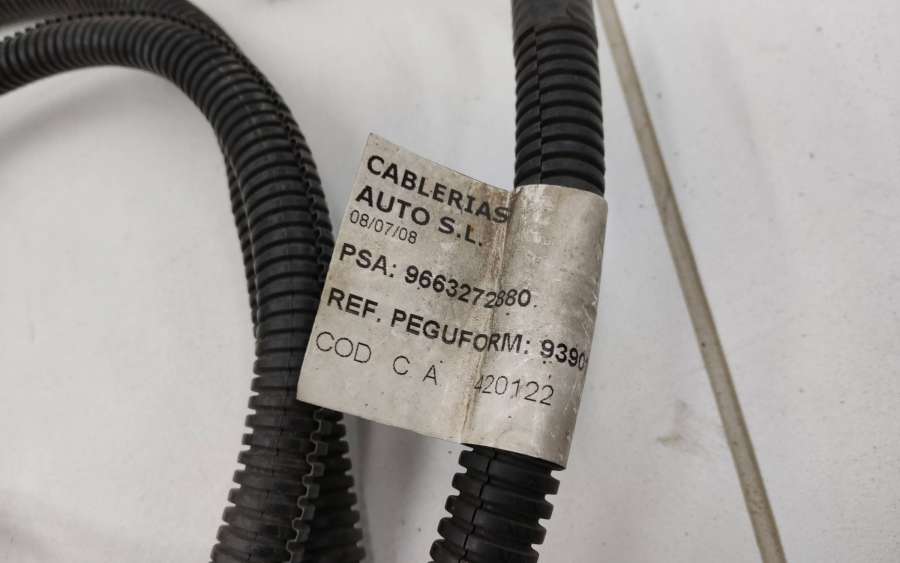 CABLERIAS
AUTO S.L.
08/07/08
PSA: 9663272880
REF. PEGUFORM: 9390
COD C A 420122